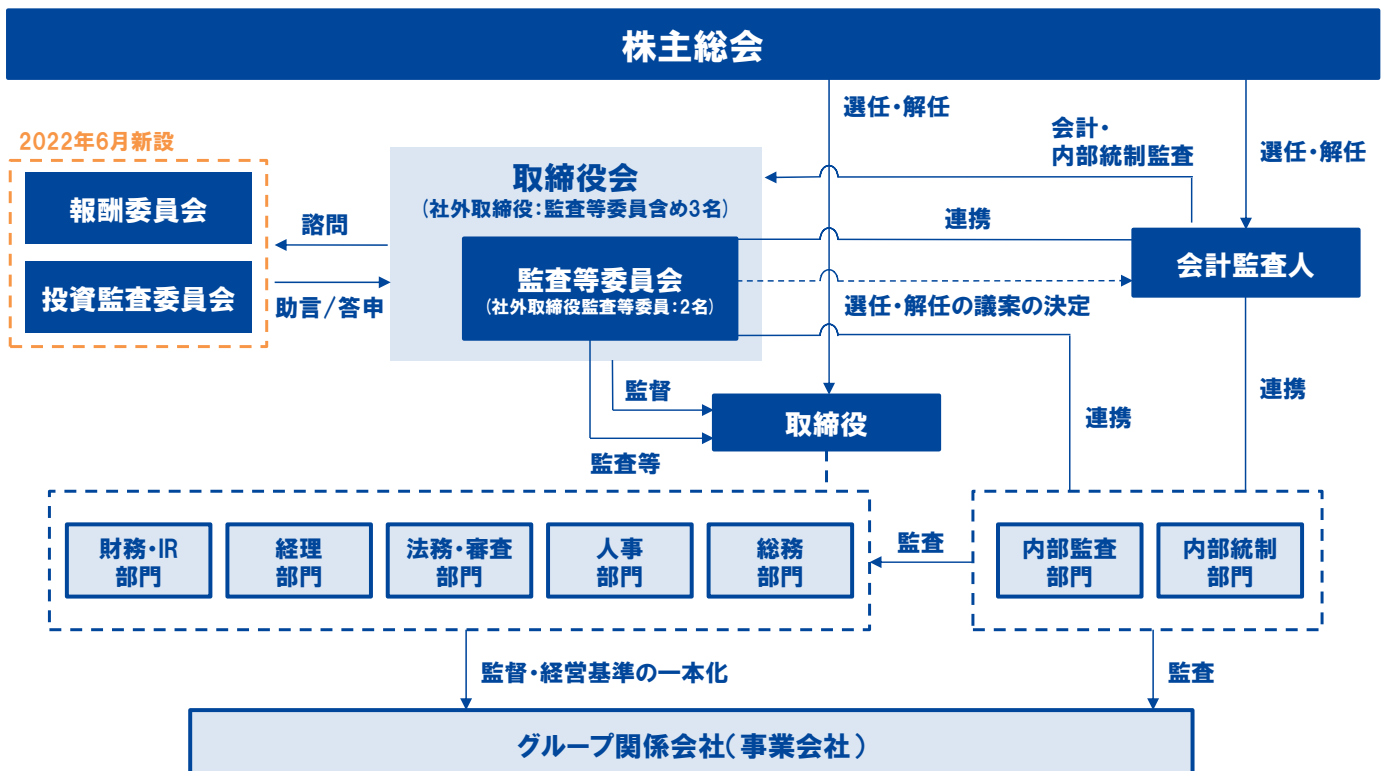 株主総会
選任・解任
会計・
内部統制監査
選任・解任
2022年6月新設
報酬委員会
投資監査委員会
諮問
助言/答申
取締役会
(社外取締役:監査等委員含め3名)
監査等委員会
(社外取締役監査等委員:2名)
連携
会計監査人
選任・解任の議案の決定
監督
監査等
取締役
連携
連携
財務・IR
部門
経理
部門
法務・審査
部門
人事
部門
総務
部門
監査
内部監査
部門
内部統制
部門
監督・経営基準の一本化
監査
グループ関係会社(事業会社)